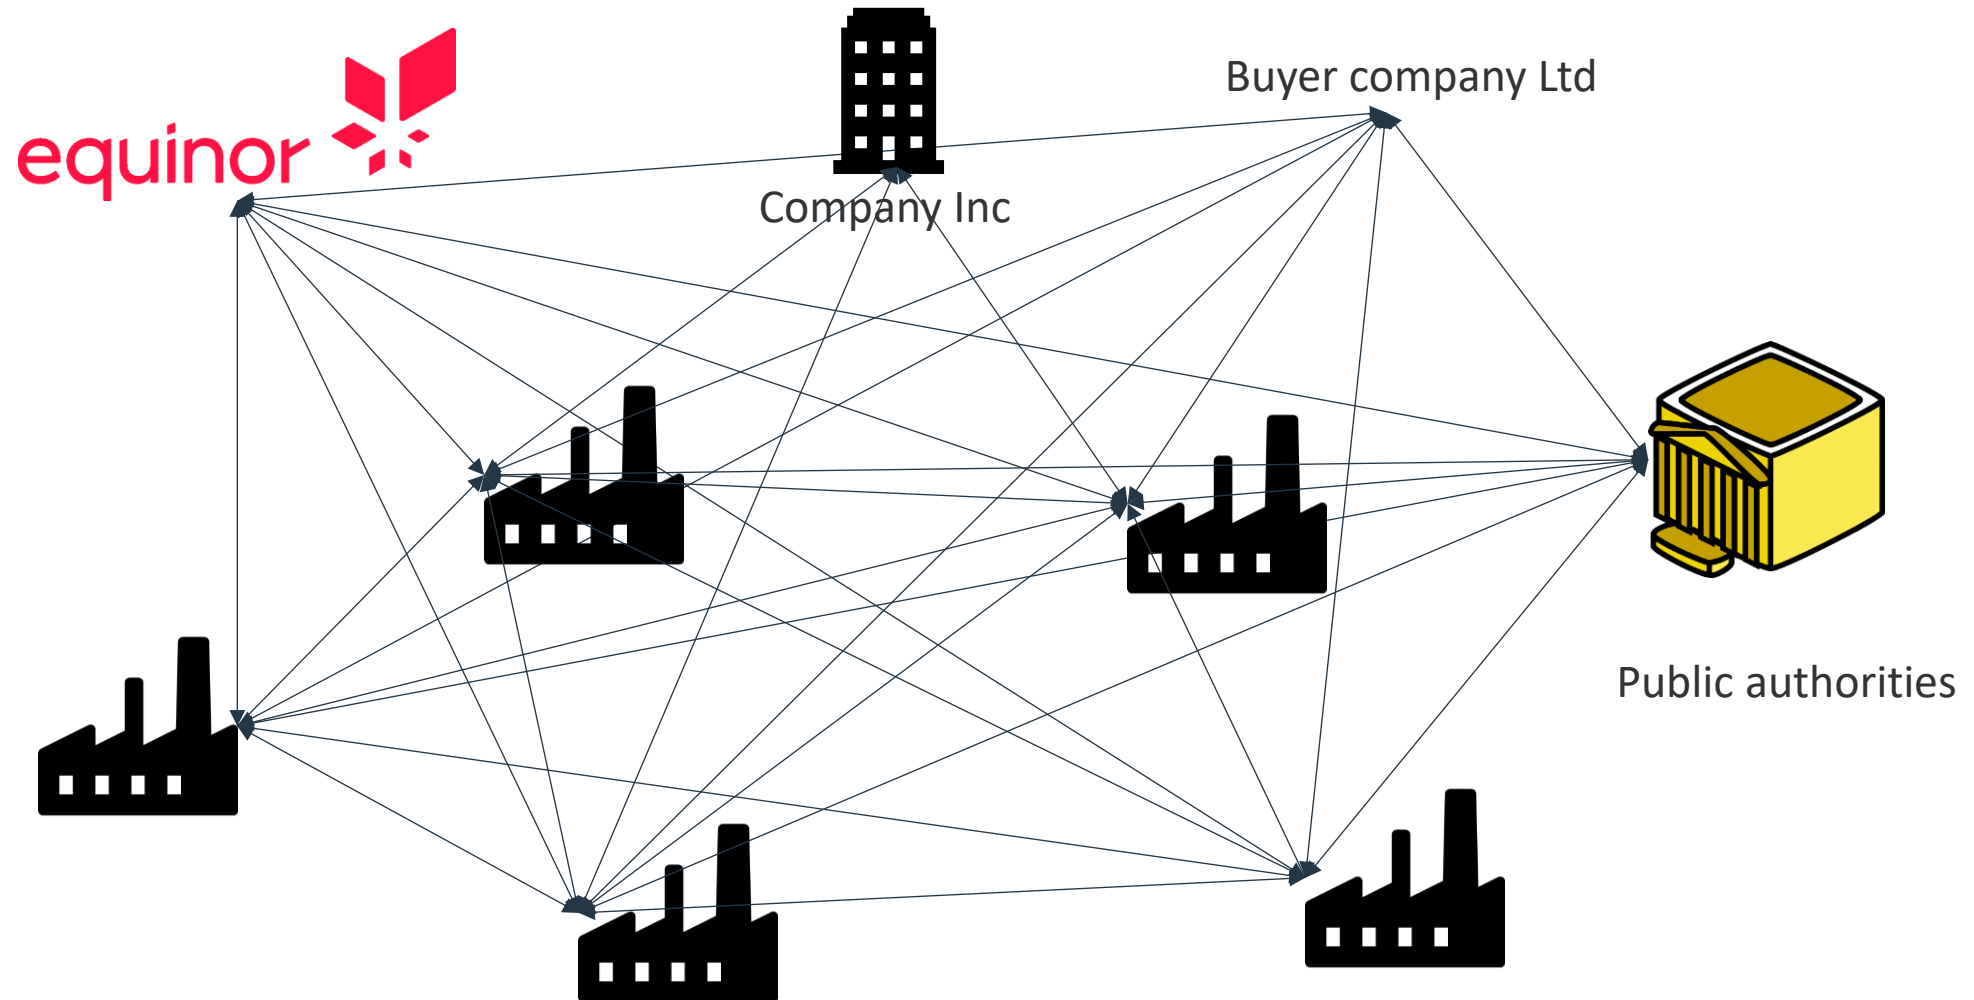 equinor
Buyer company Ltd
Company Inc
Public authorities